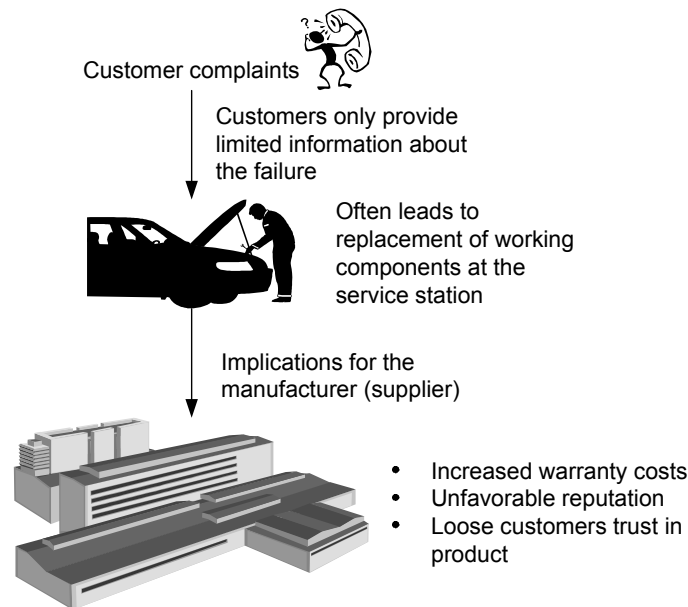 ?
Customer complaints
Customers only provide
limited information about
the failure
Often leads to
replacement of working
components at the
service station
Implications for the
manufacturer (supplier)
• Increased warranty costs
• Unfavorable reputation
• Loose customers trust in
product